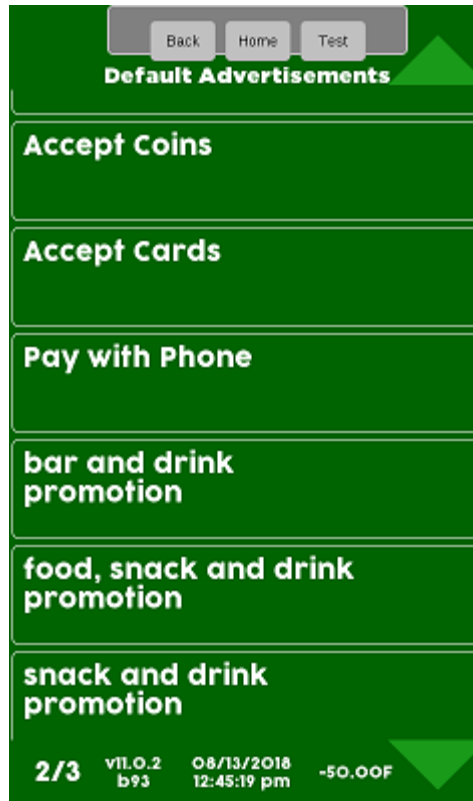 Back Home Test
Default Advertisements
Accept Coins
Accept Cards
Pay with Phone
bar and drink
promotion
food, snack and drink
promotion
snack and drink
promotion
2/3 v11.0.2 08/13/2018 -50.00F
b93 12:45:19 pm